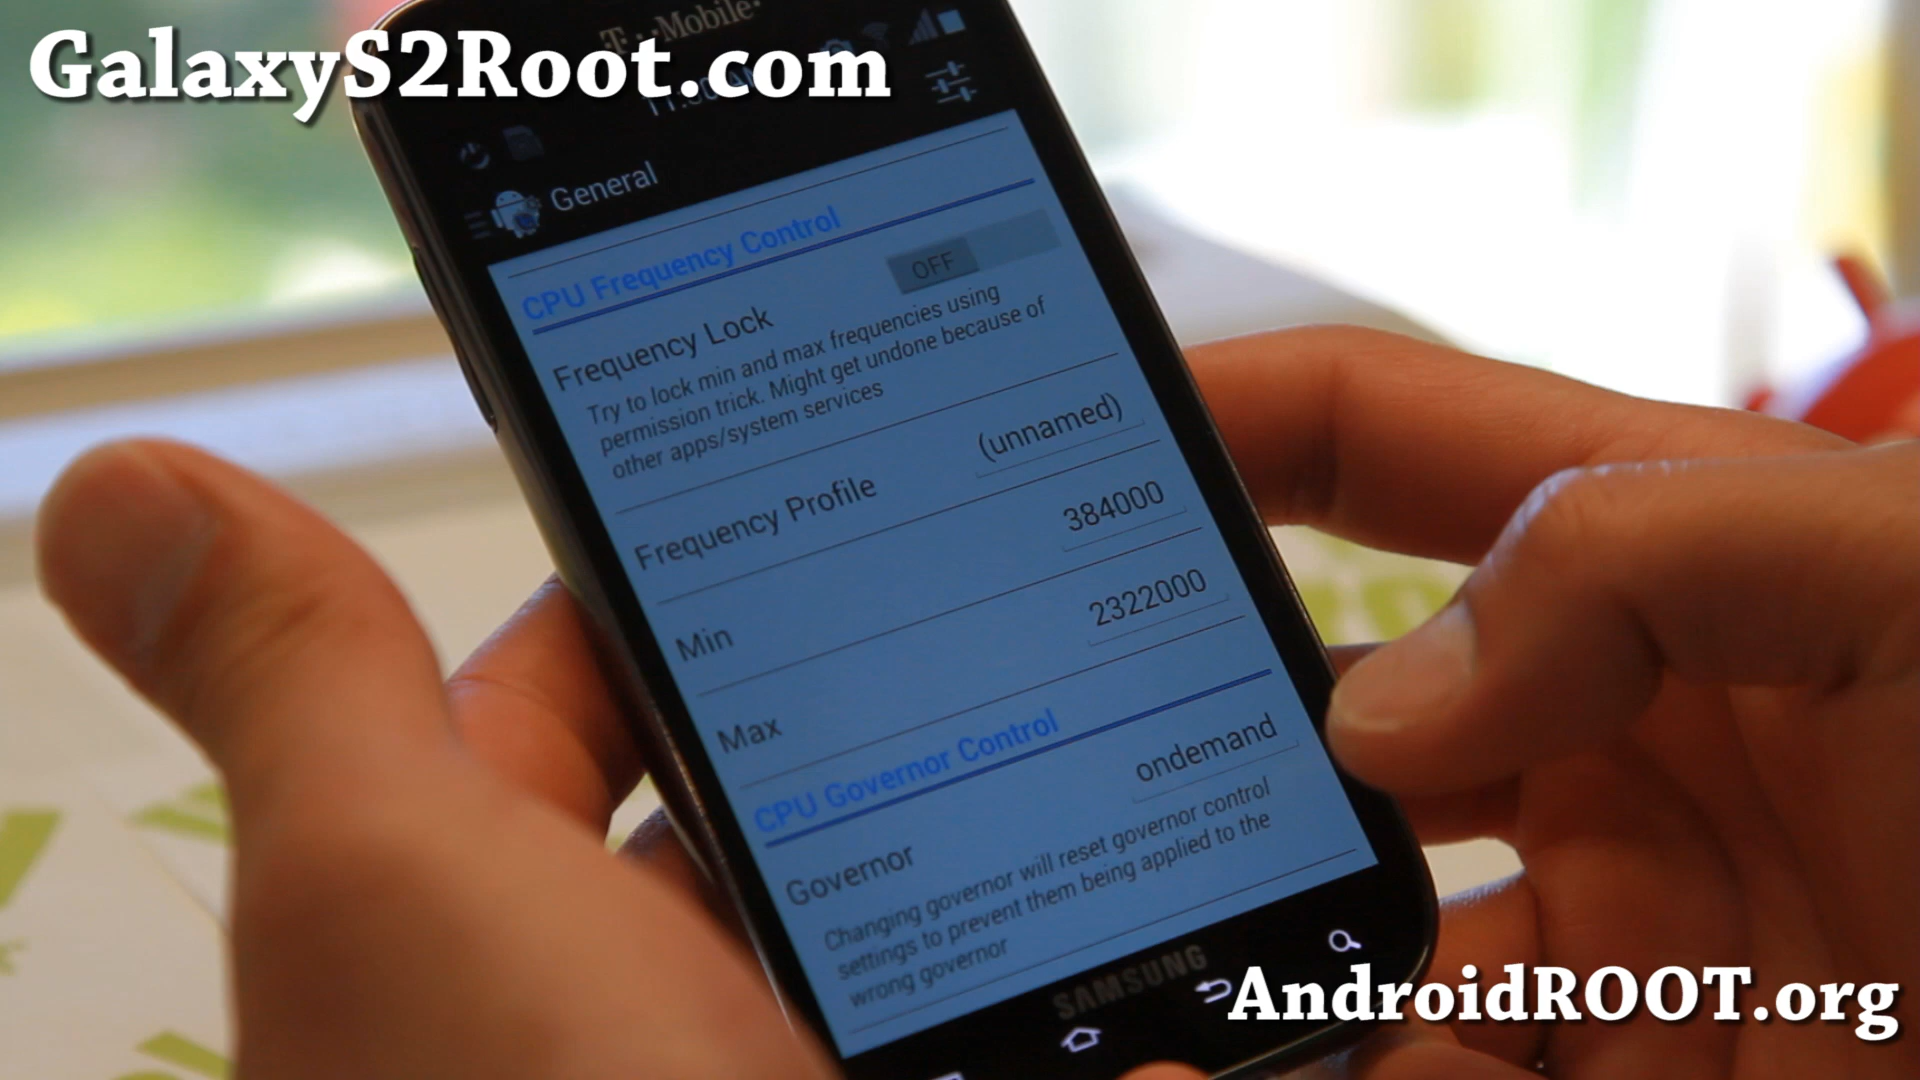 T-Mobile
GalaxyS2Root.com
General
CPU Frequency Control
OFF
Frequency Lock
Try to lock min and max frequencies using
permission trick. Might get undone because of
other apps/system services
Frequency Profile (unnamed)
Min 384000
Max 2322000
CPU Governor Control
Governor ondemand
Changing governor will reset governor control
settings to prevent them being applied to the
wrong governor
SAMSUNG
AndroidROOT.org